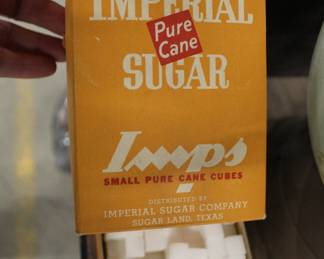 IMPERIAL
Pure
Cane
SUGAR
Imps
SMALL PURE CANE CUBES
DISTRIBUTED BY
IMPERIAL SUGAR COMPANY
SUGAR LAND, TEXAS